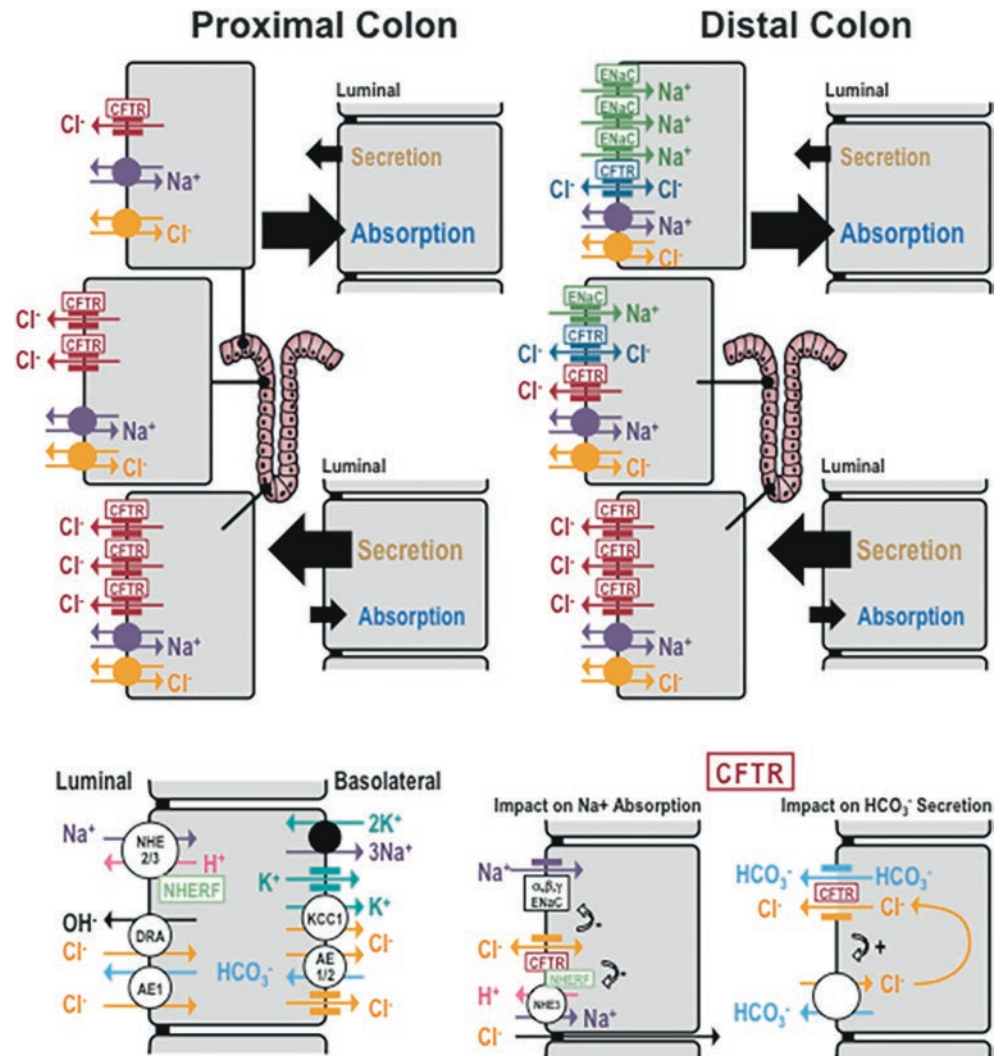 Proximal Colon
Distal Colon
CFTR
Cl-
Na+
Cl-
Luminal
Secretion
Absorption
ENaC
Na+
ENaC
Na+
ENaC
Na+
CFTR
Cl- Cl-
Na+
Cl-
Luminal
Secretion
Absorption
CFTR
Cl-
CFTR
Cl-
Na+
Cl-
ENaC
Na+
CFTR
Cl- Cl-
CFTR
Cl-
Na+
Cl-
CFTR
Cl-
CFTR
Cl-
CFTR
Cl-
Na+
Cl-
Luminal
Secretion
Absorption
CFTR
Cl-
CFTR
Cl-
CFTR
Cl-
Na+
Cl-
Luminal
Secretion
Absorption
Luminal
Basolateral
Na+
NHE
2/3
H+
NHERF
OH-
DRA
Cl-
HCO3-
AE1
Cl-
2K+
3Na+
K+
K+
KCC1
Cl-
AE
1/2
Cl-
CFTR
Impact on Na+ Absorption
Na+
α,β,γ
ENaC
-
Cl-
CFTR
NHERF
-
H+
NHE3
Na+
Cl-
Impact on HCO3- Secretion
HCO3- HCO3-
CFTR
Cl- Cl-
+
Cl-
HCO3-